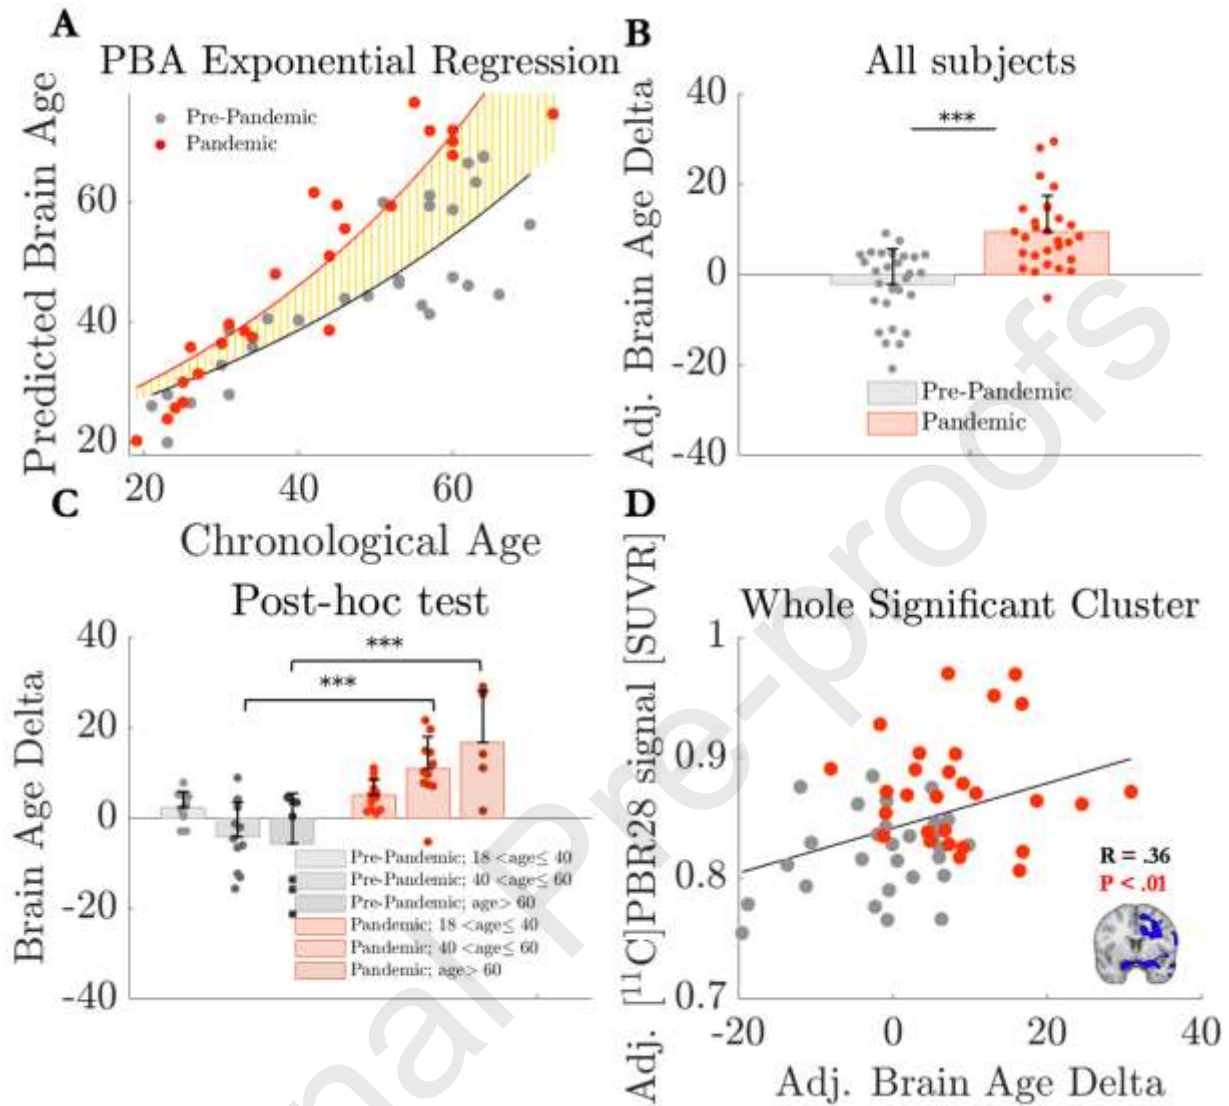 A
PBA Exponential Regression
Predicted Brain Age
60
40
20
Pre-Pandemic
Pandemic
20
40
60
Chronological Age
B
All subjects
Adj. Brain Age Delta
40
20
0
-20
-40
***
Pre-Pandemic
Pandemic
C
Post-hoc test
Brain Age Delta
40
20
0
-20
-40
***
***
Pre-Pandemic; 18 <age≤ 40
Pre-Pandemic; 40 <age≤ 60
Pre-Pandemic; age> 60
Pandemic; 18 <age≤ 40
Pandemic; 40 <age≤ 60
Pandemic; age> 60
D
Whole Significant Cluster
Adj. [¹¹C]PBR28 signal [SUVR]
1
0.9
0.8
0.7
R = .36
P < .01
-20
0
20
40
Adj. Brain Age Delta
nal Pre-proofs